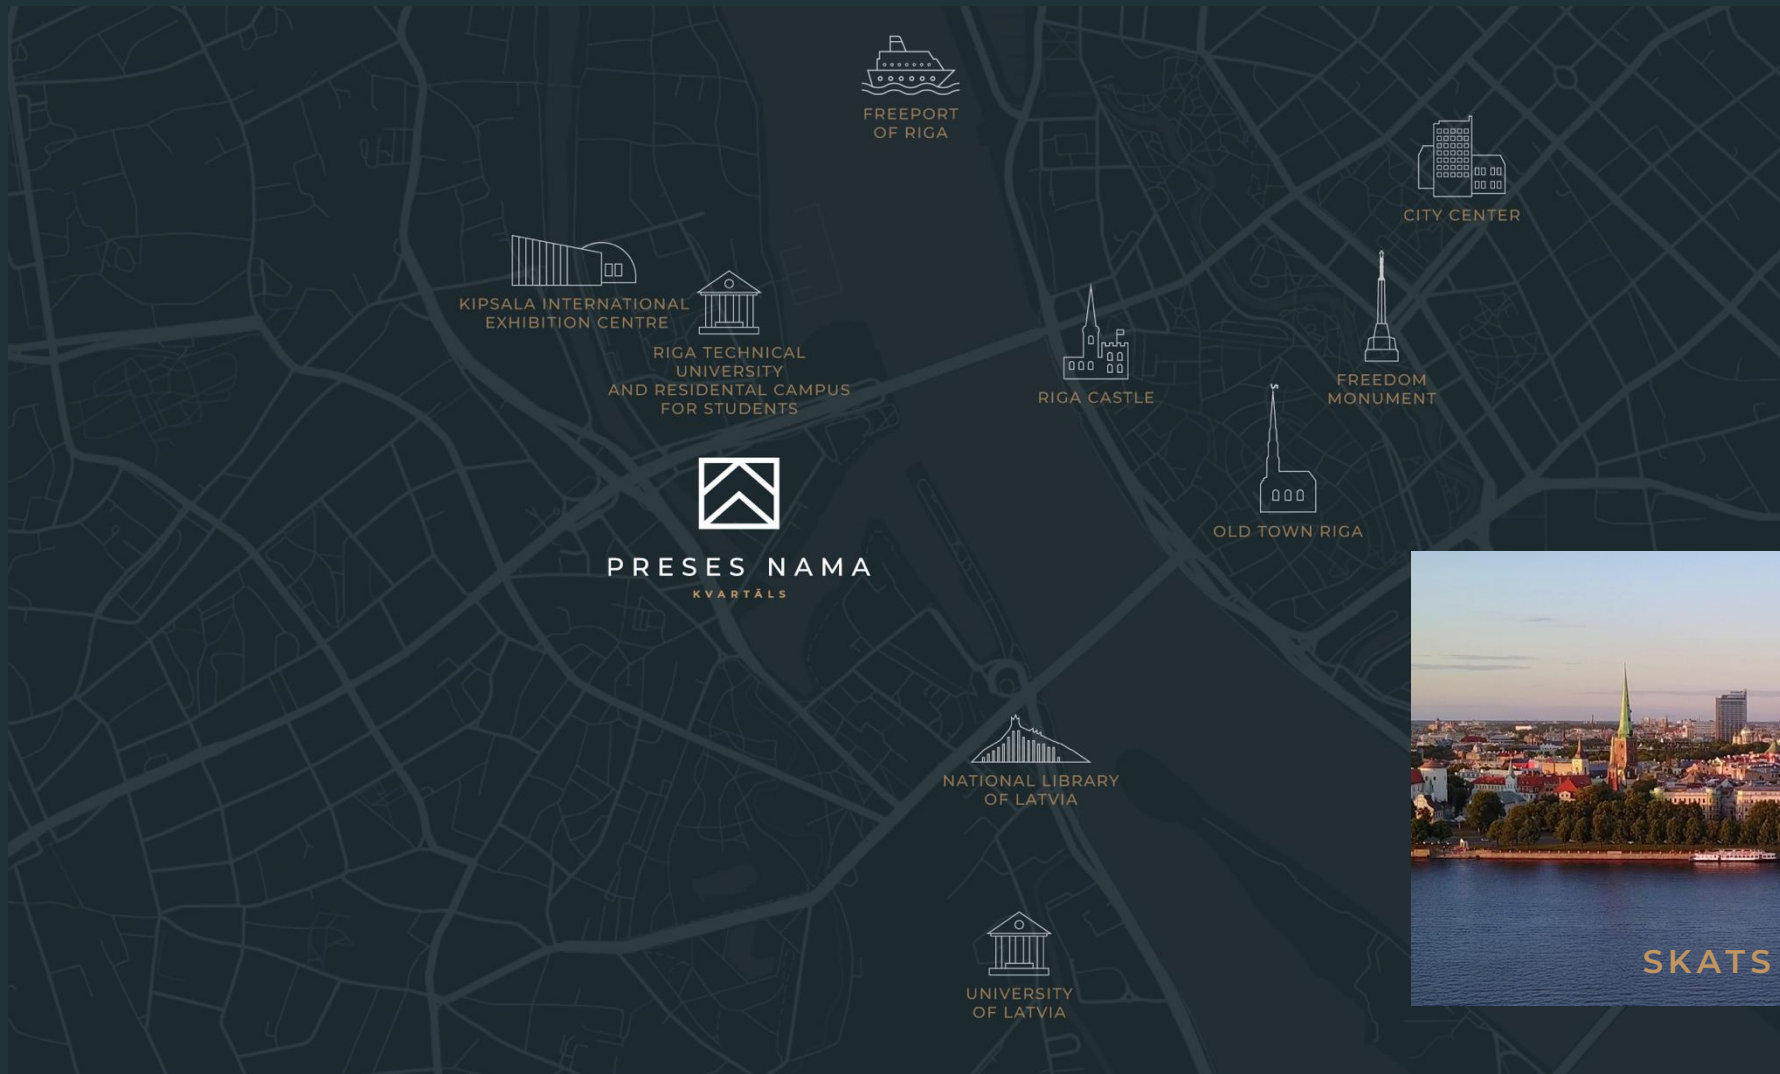 FREEPORT
OF RIGA
CITY CENTER
KIPSALA INTERNATIONAL
EXHIBITION CENTRE
RIGA TECHNICAL
UNIVERSITY
AND RESIDENTAL CAMPUS
FOR STUDENTS
RIGA CASTLE
FREEDOM
MONUMENT
OLD TOWN RIGA
PRESES NAMA
KVARTĀLS
NATIONAL LIBRARY
OF LATVIA
SKATS
UNIVERSITY
OF LATVIA